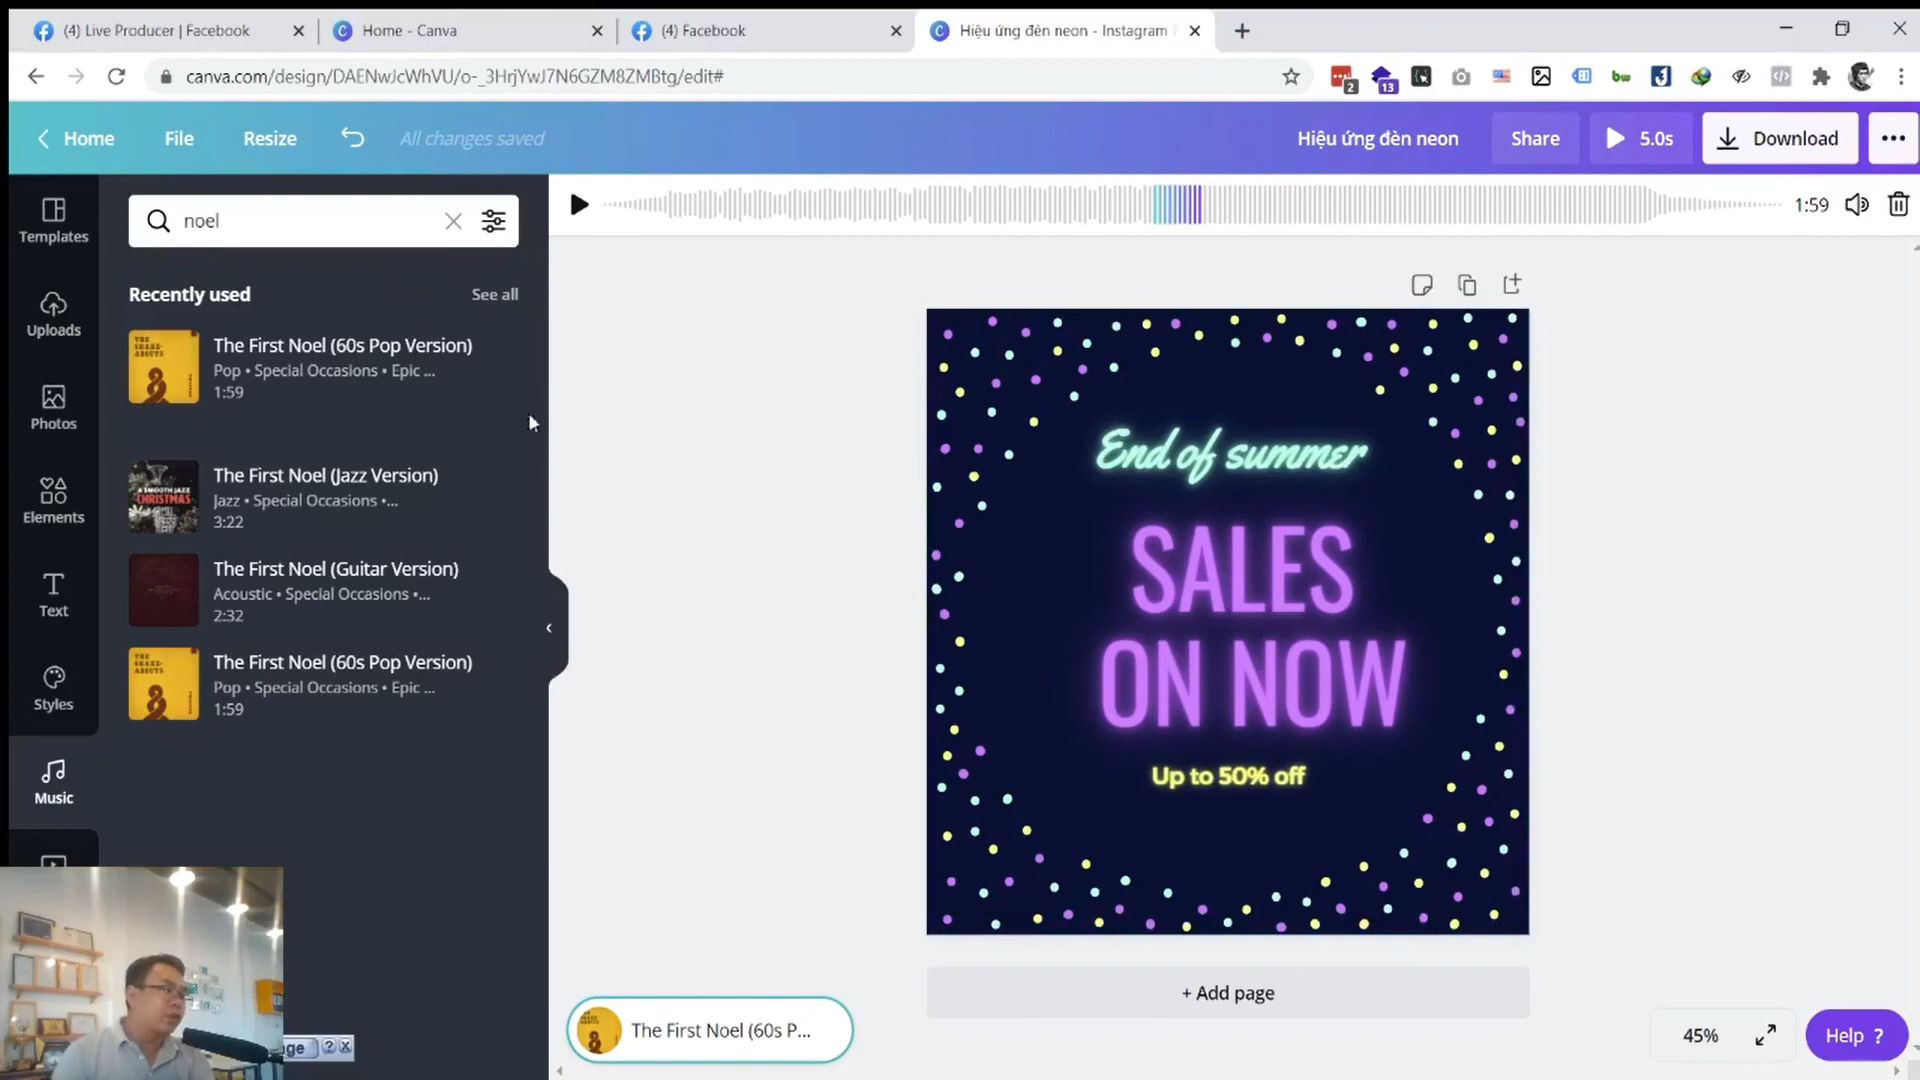 (4) Live Producer | Facebook
Home - Canva
(4) Facebook
Hiệu ứng đèn neon - Instagram
canva.com/design/DAENwJcWhVU/o-_3HrjYwJ7N6GZM8ZMBtg/edit#
2
13
bw
Home
File
Resize
All changes saved
Hiệu ứng đèn neon
Share
5.0s
Download
Templates
Uploads
Photos
Elements
Text
Styles
Music
noel
Recently used
See all
The First Noel (60s Pop Version)
Pop • Special Occasions • Epic ...
1:59
The First Noel (Jazz Version)
Jazz • Special Occasions •...
3:22
The First Noel (Guitar Version)
Acoustic • Special Occasions •...
2:32
The First Noel (60s Pop Version)
Pop • Special Occasions • Epic ...
1:59
1:59
End of summer
SALES
ON NOW
Up to 50% off
+ Add page
The First Noel (60s P...
45%
Help ?